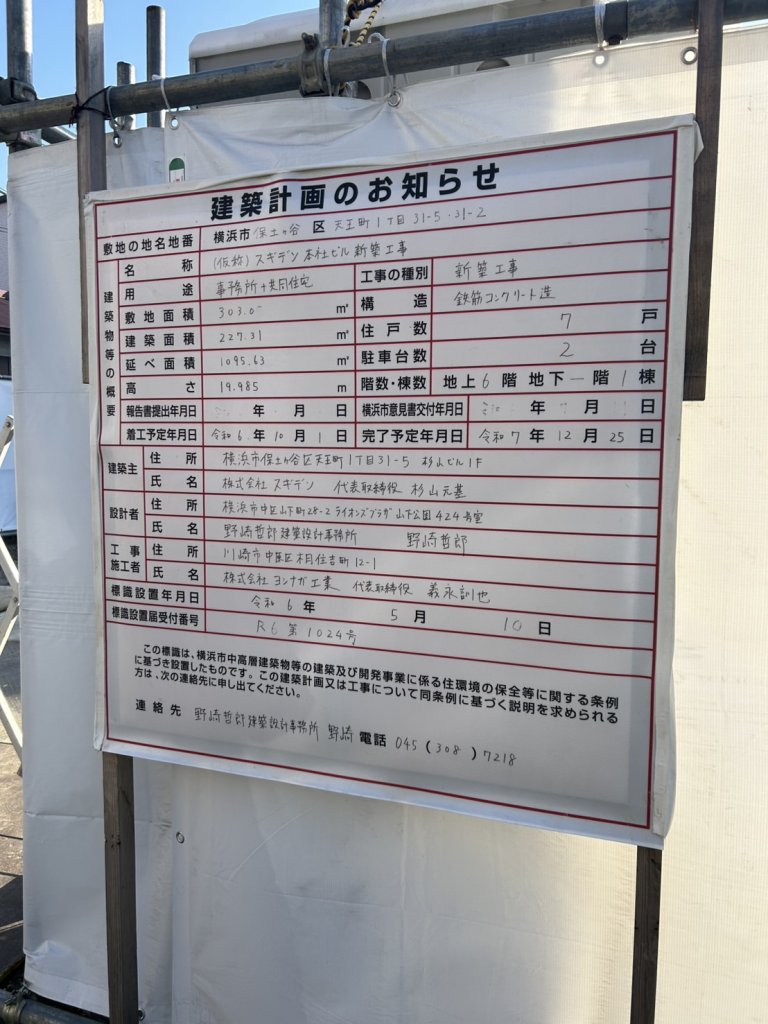 建築計画のお知らせ
敷地の地名地番 横浜市 保土ヶ谷 区 天王町1丁目31-5・31-2
建築物等の概要
名称 (仮称)スギデン本社ビル新築工事
用途 事務所+共同住宅 工事の種別 新築工事
敷地面積 303.0 ㎡ 構造 鉄筋コンクリート造
建築面積 227.31 ㎡ 住戸数 7 戸
延べ面積 1095.63 ㎡ 駐車台数 2 台
高さ 19.985 m 階数・棟数 地上6階 地下一階 1棟
報告書提出年月日 年 月 日 横浜市意見書交付年月日 年 月 日
着工予定年月日 令和6年10月1日 完了予定年月日 令和7年12月25日
建築主 住所 横浜市保土ヶ谷区天王町1丁目31-5 杉山ビル1F
氏名 株式会社 スギデン 代表取締役 杉山元基
設計者 住所 横浜市中区山下町28-2 ライオンズプラザ山下公園424号室
氏名 野崎哲郎建築設計事務所 野崎哲郎
工事施工者 住所 川崎市中原区木月住吉町12-1
氏名 株式会社 ヨシナガ工業 代表取締役 義永訓也
標識設置年月日 令和6年 5月 10日
標識設置届受付番号 R6第1024号
この標識は、横浜市中高層建築物等の建築及び開発事業に係る住環境の保全等に関する条例
に基づき設置したものです。この建築計画又は工事について同条例に基づく説明を求められる
方は、次の連絡先に申し出てください。
連絡先 野崎哲郎建築設計事務所 野崎 電話 045(308)7218